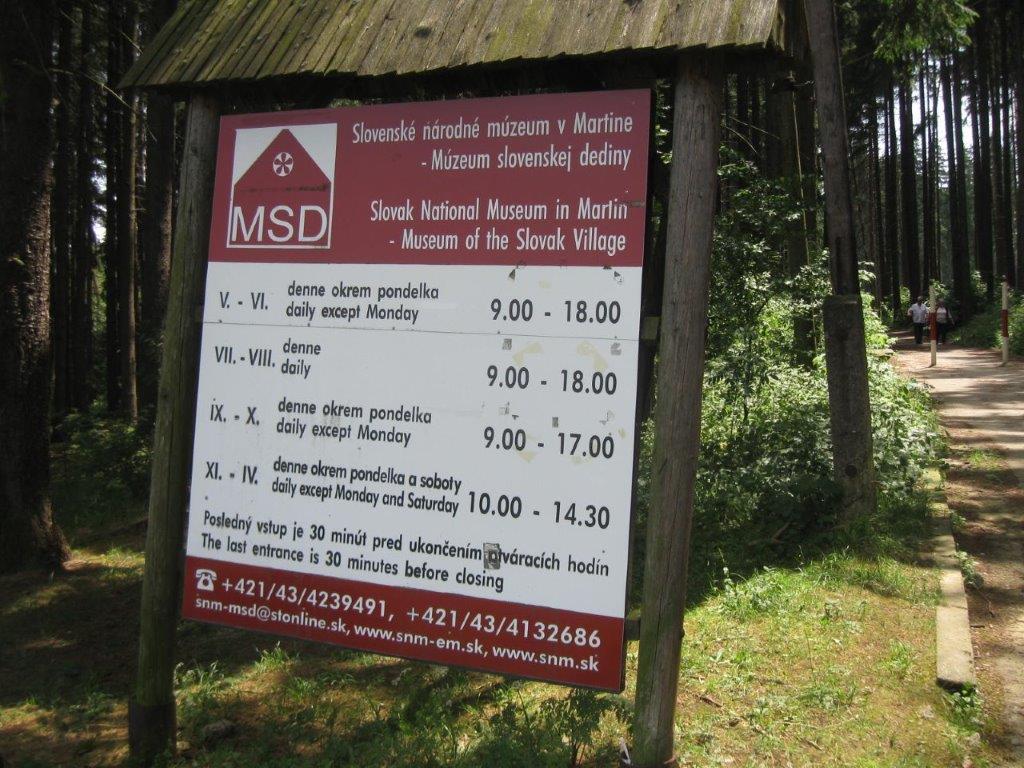 MSD
Slovenské národné múzeum v Martine
- Múzeum slovenskej dediny
Slovak National Museum in Martin
- Museum of the Slovak Village
V. - VI. denne okrem pondelka
daily except Monday 9.00 - 18.00
VII. - VIII. denne
daily 9.00 - 18.00
IX. - X. denne okrem pondelka
daily except Monday 9.00 - 17.00
XI. - IV. denne okrem pondelka a soboty
daily except Monday and Saturday 10.00 - 14.30
Posledný vstup je 30 minút pred ukončením tváracích hodín
The last entrance is 30 minutes before closing
☎ +421/43/4239491, +421/43/4132686
snm-msd@stonline.sk, www.snm-em.sk, www.snm.sk